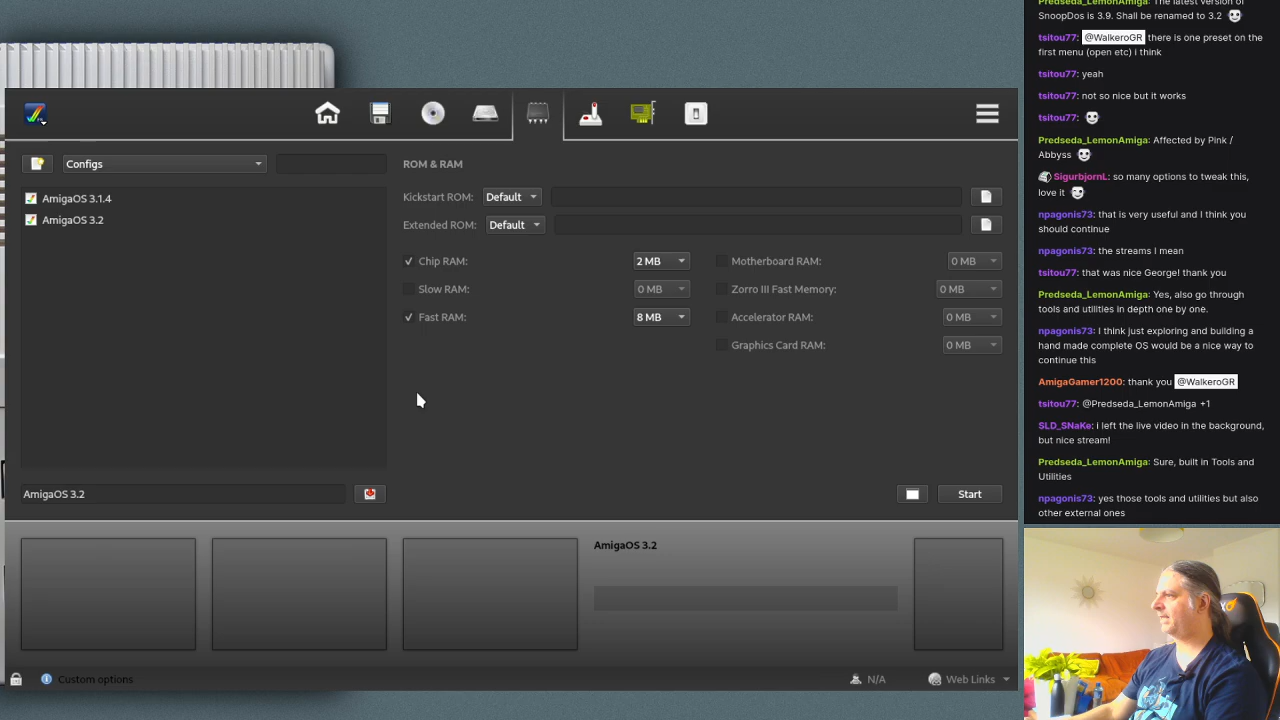 Configs
AmigaOS 3.1.4
AmigaOS 3.2
AmigaOS 3.2
ROM & RAM
Kickstart ROM: Default
Extended ROM: Default
Chip RAM: 2 MB
Slow RAM: 0 MB
Fast RAM: 8 MB
Motherboard RAM: 0 MB
Zorro III Fast Memory: 0 MB
Accelerator RAM: 0 MB
Graphics Card RAM: 0 MB
Start
AmigaOS 3.2
Custom options
N/A
Web Links
Predseda_LemonAmiga: The latest version of
SnoopDos is 3.9. Shall be renamed to 3.2
tsitou77: @WalkeroGR there is one preset on the
first menu (open etc) i think
tsitou77: yeah
tsitou77: not so nice but it works
tsitou77:
Predseda_LemonAmiga: Affected by Pink /
Abyss
SigurbjornL: so many options to tweak this,
love it
npagonis73: that is very useful and I think you
should continue
npagonis73: the streams I mean
tsitou77: that was nice George! thank you
Predseda_LemonAmiga: Yes, also go through
tools and utilities in depth one by one.
npagonis73: I think just exploring and building a
hand made complete OS would be a nice way to
continue this
AmigaGamer1200: thank you @WalkeroGR
tsitou77: @Predseda_LemonAmiga +1
SLD_SNaKe: I left the live video in the background,
but nice stream!
Predseda_LemonAmiga: Sure, built in Tools and
Utilities
npagonis73: yes those tools and utilities but also
other external ones